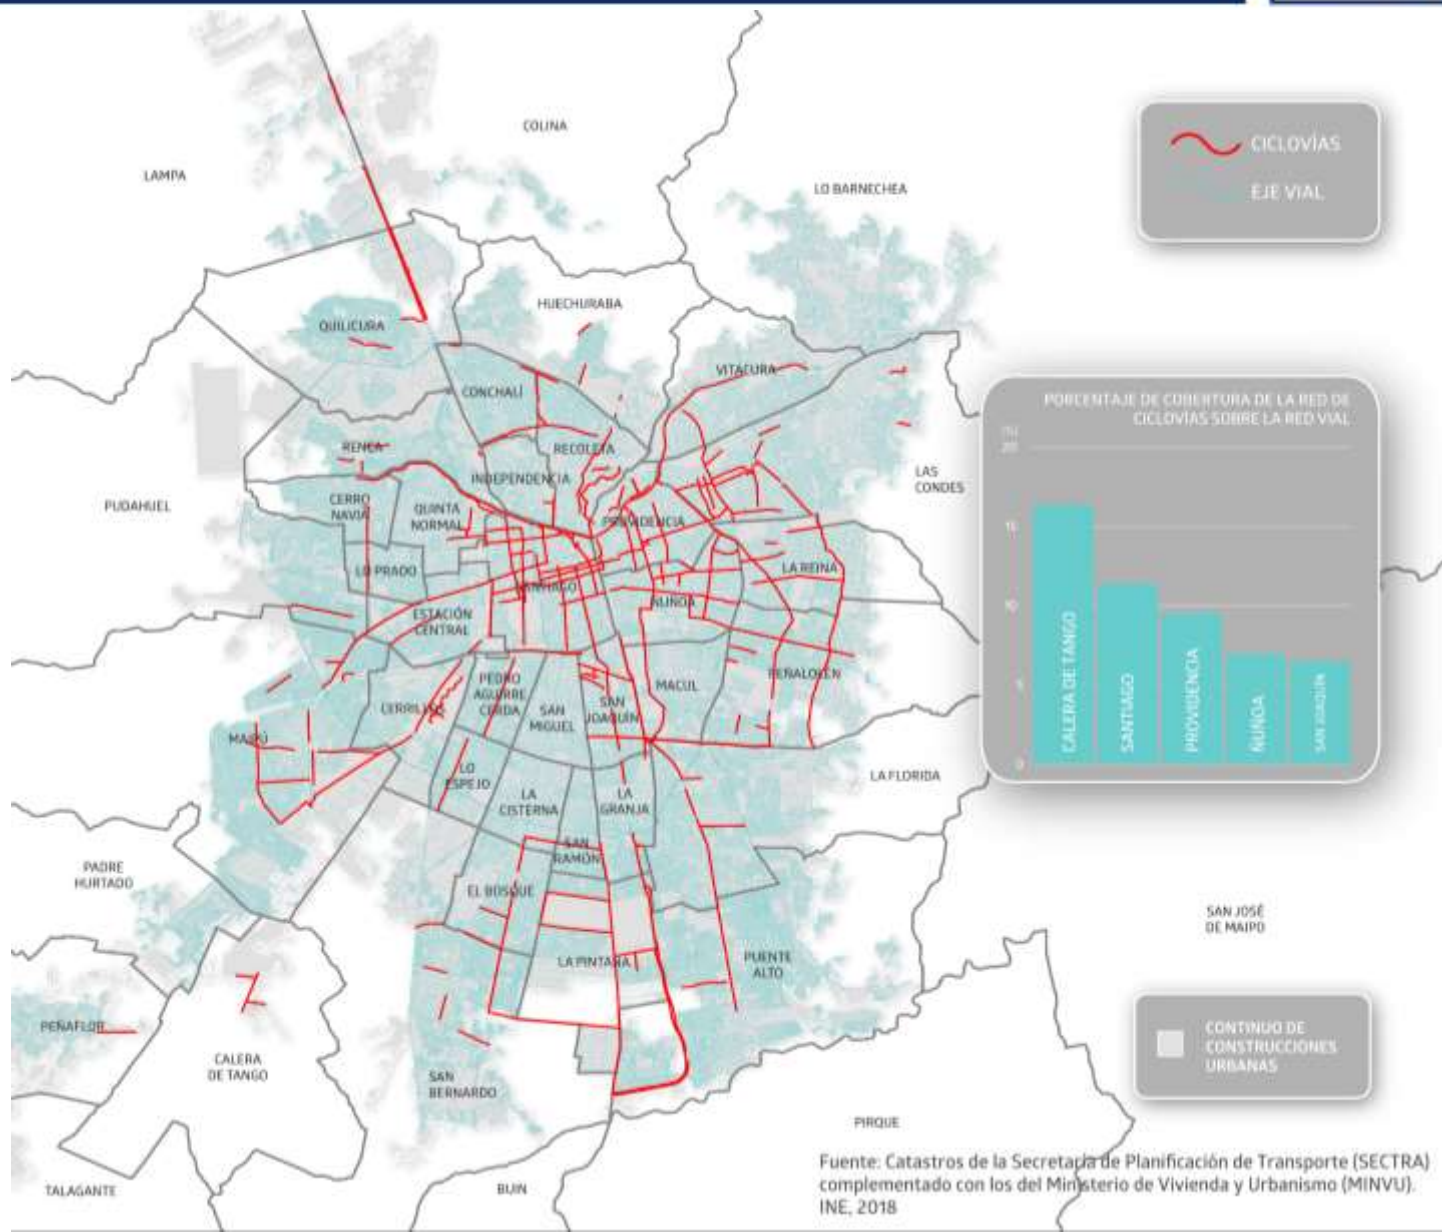 COLINA
LAMPA
LO BARNECHEA
CICLOVÍAS
EJE VIAL
HUECHURABA
QUILICURA
VITACURA
CONCHALÍ
RENCA
RECOLETA
INDEPENDENCIA
LAS
CONDES
PUDAHUEL
CERRO
NAVIA
QUINTA
NORMAL
PROVIDENCIA
LO PRADO
LA REINA
SANTIAGO
ÑUÑOA
ESTACIÓN
CENTRAL
PEÑALOLÉN
MACUL
PEDRO
AGUIRRE
CERDA
SAN
MIGUEL
SAN
JOAQUÍN
CERRILLOS
MAIPÚ
LO
ESPEJO
LA
CISTERNA
LA
GRANJA
LA FLORIDA
SAN
RAMÓN
PADRE
HURTADO
EL BOSQUE
LA PINTANA
PUENTE
ALTO
SAN JOSÉ
DE MAIPO
PEÑAFLOR
CALERA
DE TANGO
SAN
BERNARDO
PIRQUE
TALAGANTE
BUIN
PORCENTAJE DE COBERTURA DE LA RED DE
CICLOVÍAS SOBRE LA RED VIAL
(%)
20
15
10
5
0
CALERA DE TANGO
SANTIAGO
PROVIDENCIA
ÑUÑOA
SAN JOAQUÍN
CONTINUO DE
CONSTRUCCIONES
URBANAS
Fuente: Catastros de la Secretaría de Planificación de Transporte (SECTRA)
complementado con los del Ministerio de Vivienda y Urbanismo (MINVU).
INE, 2018